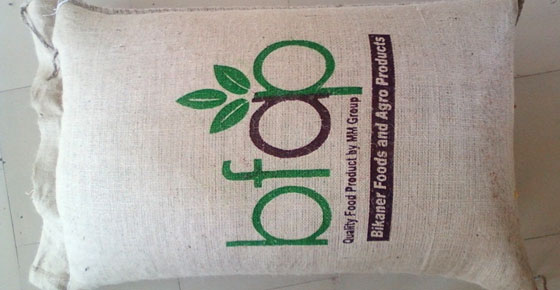 bfap
Quality Food Product by MM Group
Bikaner Foods and Agro Products